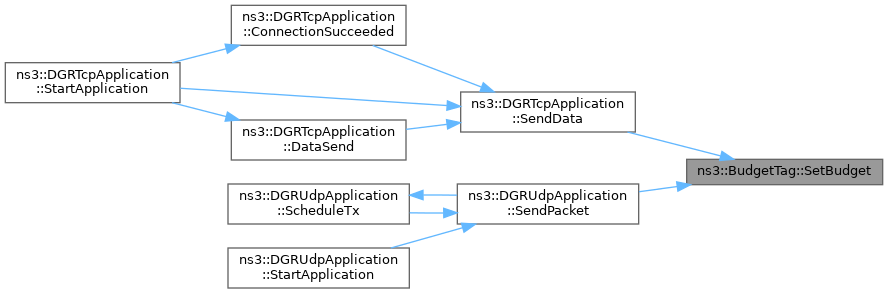 ns3::DGRTcpApplication
::ConnectionSucceeded
ns3::DGRTcpApplication
::StartApplication
ns3::DGRTcpApplication
::SendData
ns3::DGRTcpApplication
::DataSend
ns3::BudgetTag::SetBudget
ns3::DGRUdpApplication
::ScheduleTx
ns3::DGRUdpApplication
::SendPacket
ns3::DGRUdpApplication
::StartApplication